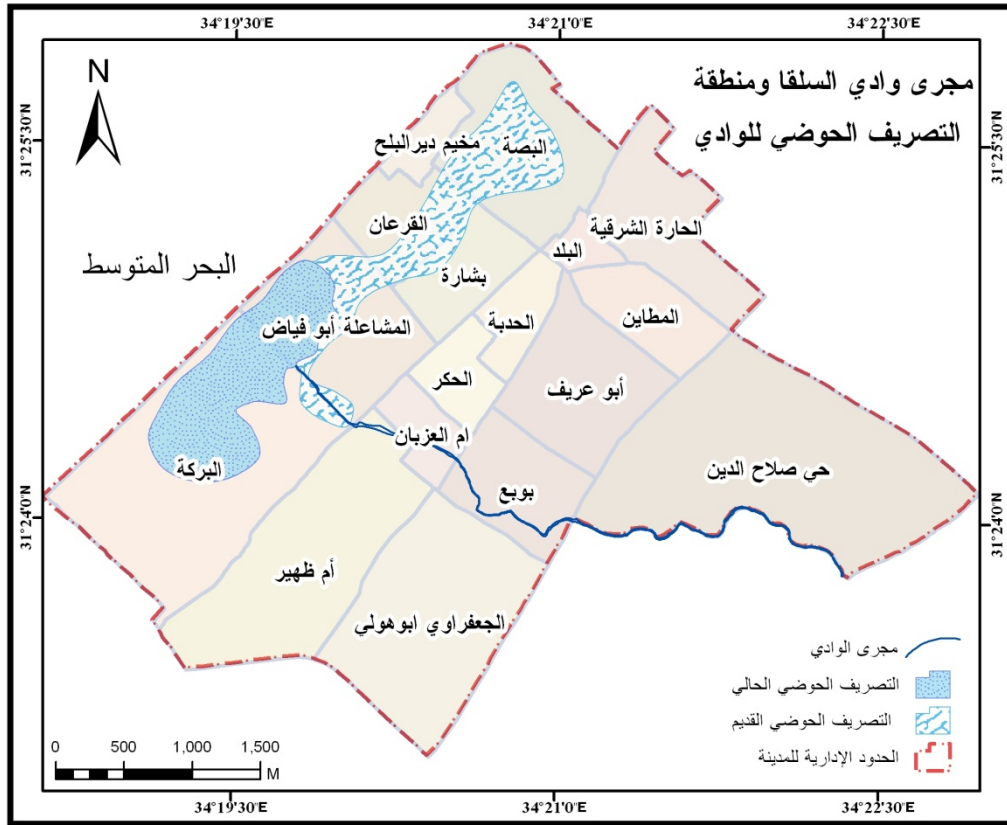 34°19'30"E 34°21'0"E 34°22'30"E
N
مجرى وادي السلقا ومنطقة
التصريف الحوضي للوادي
31°25'30"N
31°25'30"N
البصة
مخيم ديرالبلح
القرعان
الحارة الشرقية
البلد
البحر المتوسط
بشارة
المطاين
الحدبة
المشاعلة أبو فياض
الحكر
أبو عريف
ام العزبان
البركة
حي صلاح الدين
بوبع
31°24'0"N
31°24'0"N
أم ظهير
الجعفراوي ابوهولي
مجرى الوادي
التصريف الحوضي الحالي
التصريف الحوضي القديم
الحدود الإدارية للمدينة
0 500 1,000 1,500
M
34°19'30"E 34°21'0"E 34°22'30"E